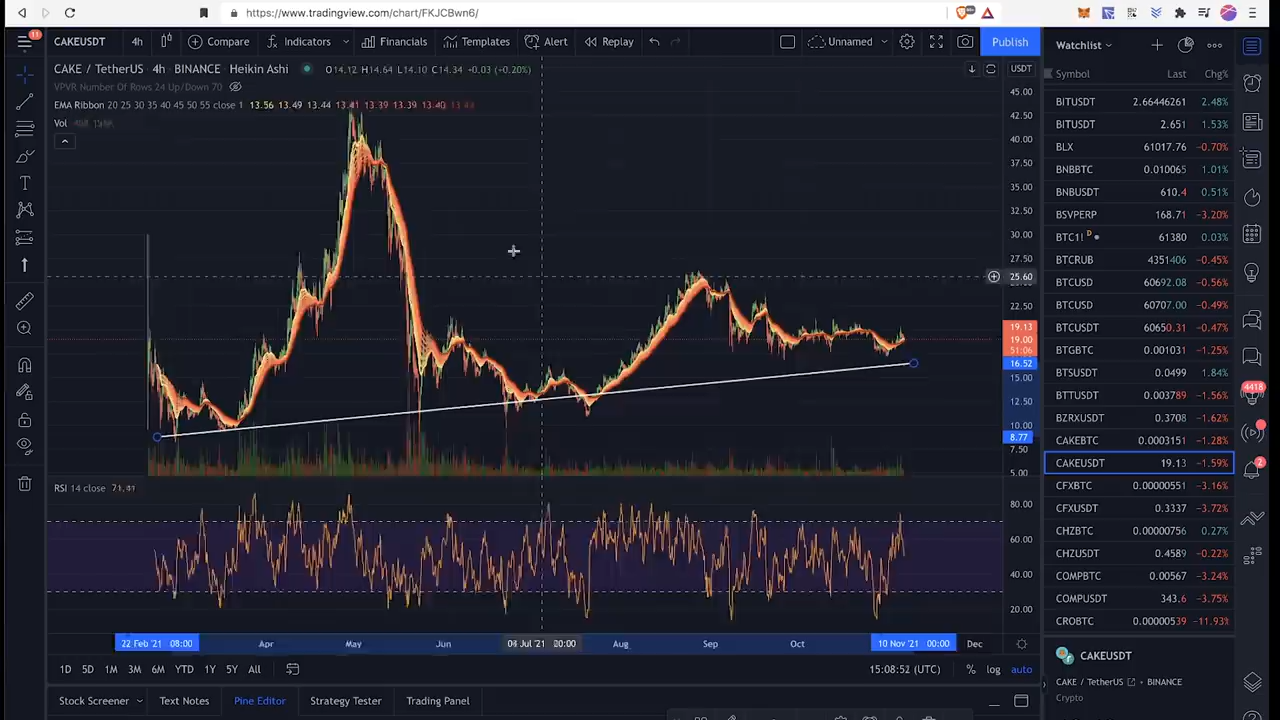 https://www.tradingview.com/chart/FKJCBwn6/
11
CAKEUSDT 4h Compare Indicators Financials Templates Alert Replay Unnamed Publish
CAKE / TetherUS · 4h · BINANCE · Heikin Ashi O14.12 H14.64 L14.10 C14.34 +0.03 (+0.20%)
VPVR Number Of Rows 24 Up/Down 70
EMA Ribbon 20 25 30 35 40 45 50 55 close 1 13.56 13.49 13.44 13.41 13.39 13.39 13.40
Vol
USDT
45.00
42.50
40.00
37.50
35.00
32.50
30.00
27.50
25.60
22.50
19.13
19.00
51:06
16.52
15.00
12.50
10.00
8.77
7.50
5.00
RSI 14 close 71.41
80.00
60.00
40.00
20.00
22 Feb '21 08:00 Apr May Jun 04 Jul '21 00:00 Aug Sep Oct 10 Nov '21 00:00 Dec
1D 5D 1M 3M 6M YTD 1Y 5Y All 15:08:52 (UTC) % log auto
Stock Screener Text Notes Pine Editor Strategy Tester Trading Panel
Watchlist
Symbol Last Chg%
BITUSDT 2.66446261 2.48%
BITUSDT 2.651 1.53%
BLX 61017.76 −0.70%
BNBBTC 0.010065 1.01%
BNBUSDT 610.4 0.51%
BSVPERP 168.71 −3.20%
BTC1! D 61380 0.03%
BTCRUB 4351406 −0.45%
BTCUSD 60692.08 −0.56%
BTCUSD 60707.00 −0.49%
BTCUSDT 60650.31 −0.47%
BTGBTC 0.001031 −1.25%
BTSUSDT 0.0499 1.84%
BTTUSDT 0.003789 −1.56%
BZRXUSDT 0.3708 −1.62%
CAKEBTC 0.0003151 −1.28%
CAKEUSDT 19.13 −1.59%
CFXBTC 0.00000551 −3.16%
CFXUSDT 0.3337 −3.72%
CHZBTC 0.00000756 0.27%
CHZUSDT 0.4589 −0.22%
COMPBTC 0.00567 −3.24%
COMPUSDT 343.6 −3.75%
CROBTC 0.00000539 −11.93%
CAKEUSDT
CAKE / TetherUS · BINANCE
Crypto
4418
2